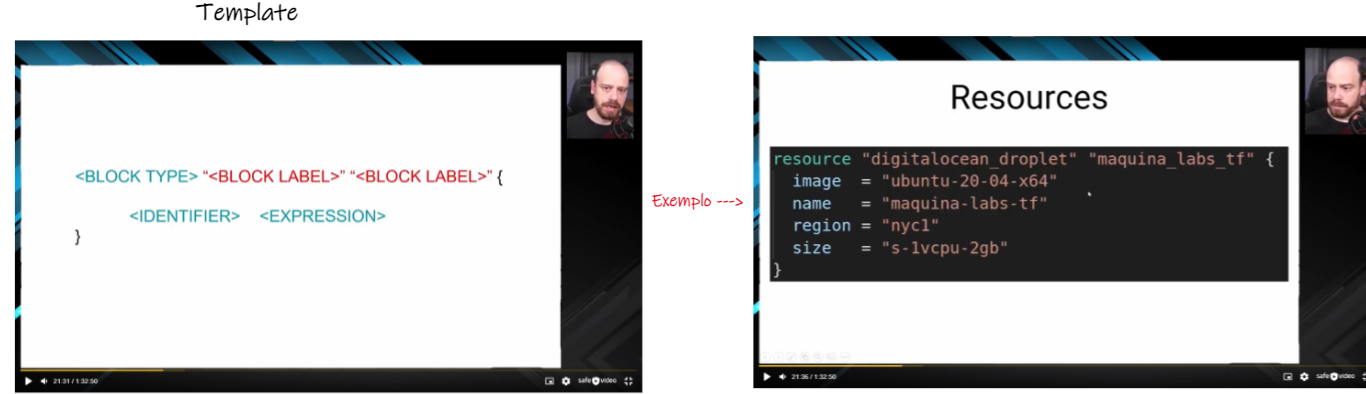 Template
<BLOCK TYPE> “<BLOCK LABEL>” “<BLOCK LABEL>” {
<IDENTIFIER> <EXPRESSION>
}
21:31 / 1:32:50
safe video
Exemplo --->
Resources
resource "digitalocean_droplet" "maquina_labs_tf" {
image = "ubuntu-20-04-x64"
name = "maquina-labs-tf"
region = "nyc1"
size = "s-1vcpu-2gb"
}
21:36 / 1:32:50
safe video